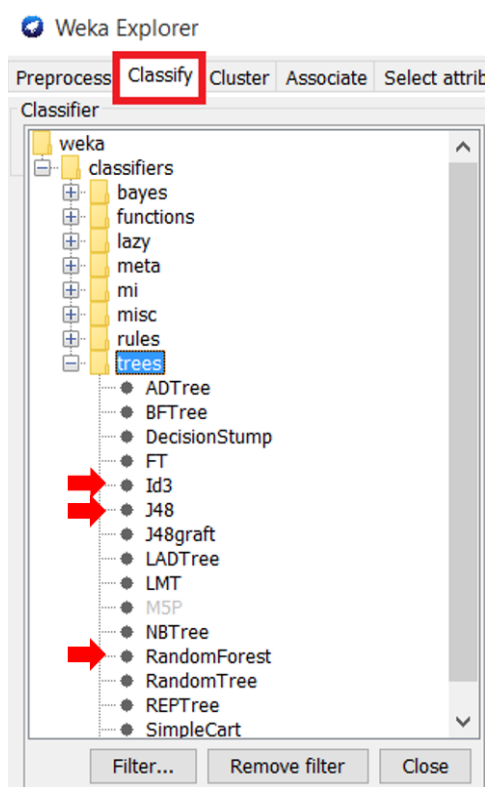 Weka Explorer
Preprocess Classify Cluster Associate Select attrib
Classifier
weka
classifiers
bayes
functions
lazy
meta
mi
misc
rules
trees
ADTree
BFTree
DecisionStump
FT
Id3
J48
J48graft
LADTree
LMT
M5P
NBTree
RandomForest
RandomTree
REPTree
SimpleCart
Filter... Remove filter Close